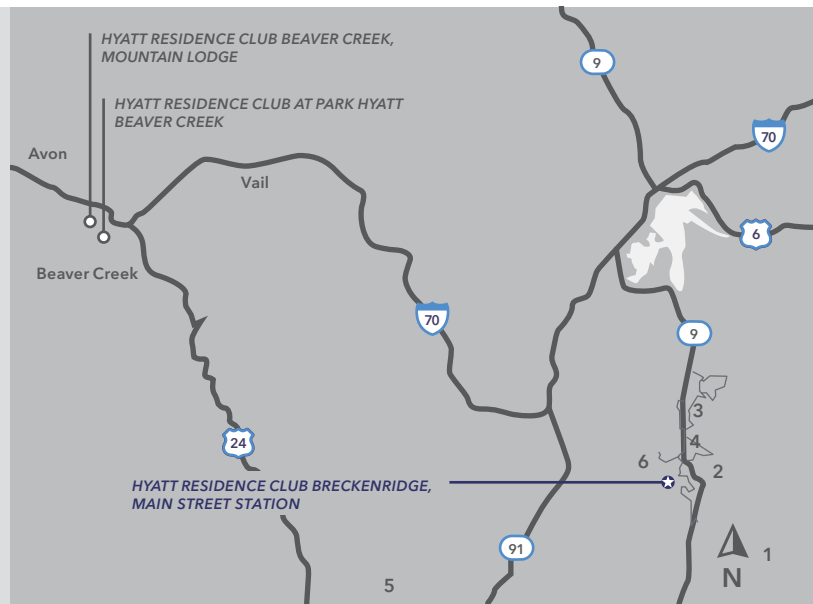 HYATT RESIDENCE CLUB BEAVER CREEK,
MOUNTAIN LODGE
9
HYATT RESIDENCE CLUB AT PARK HYATT
BEAVER CREEK
70
Avon
Vail
6
Beaver Creek
70
9
3
24
4
6
2
HYATT RESIDENCE CLUB BRECKENRIDGE,
MAIN STREET STATION
91
1
N
5